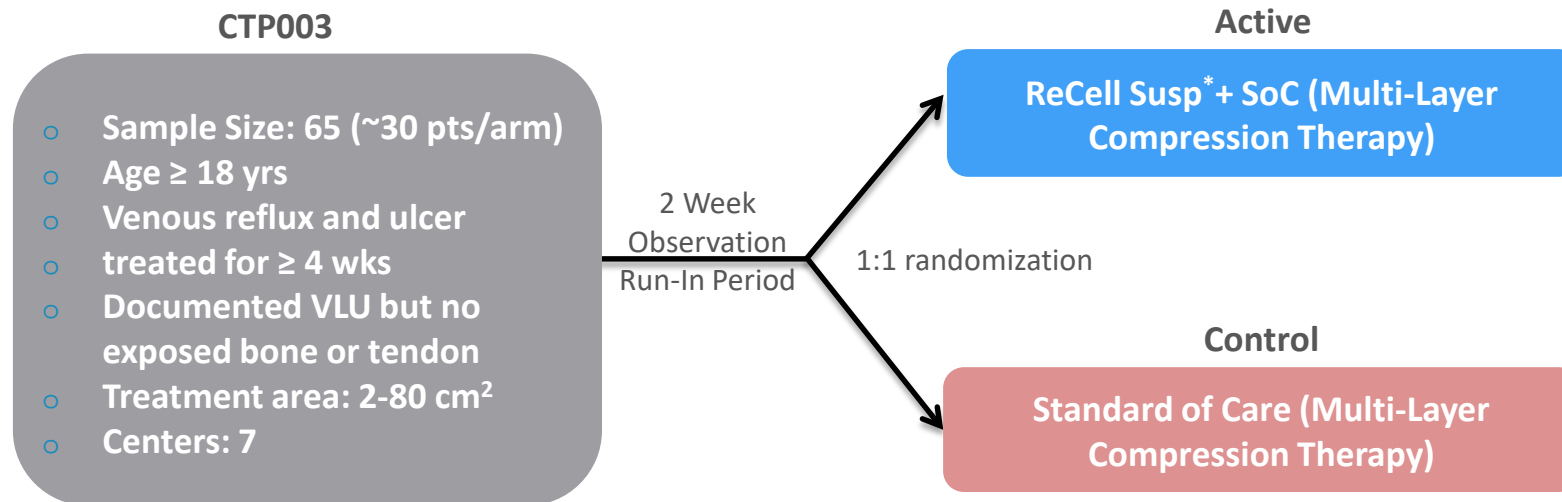 CTP003
o Sample Size: 65 (~30 pts/arm)
o Age ≥ 18 yrs
o Venous reflux and ulcer
o treated for ≥ 4 wks
o Documented VLU but no
exposed bone or tendon
o Treatment area: 2-80 cm²
o Centers: 7
2 Week
Observation
Run-In Period
1:1 randomization
Active
ReCell Susp*+ SoC (Multi-Layer
Compression Therapy)
Control
Standard of Care (Multi-Layer
Compression Therapy)